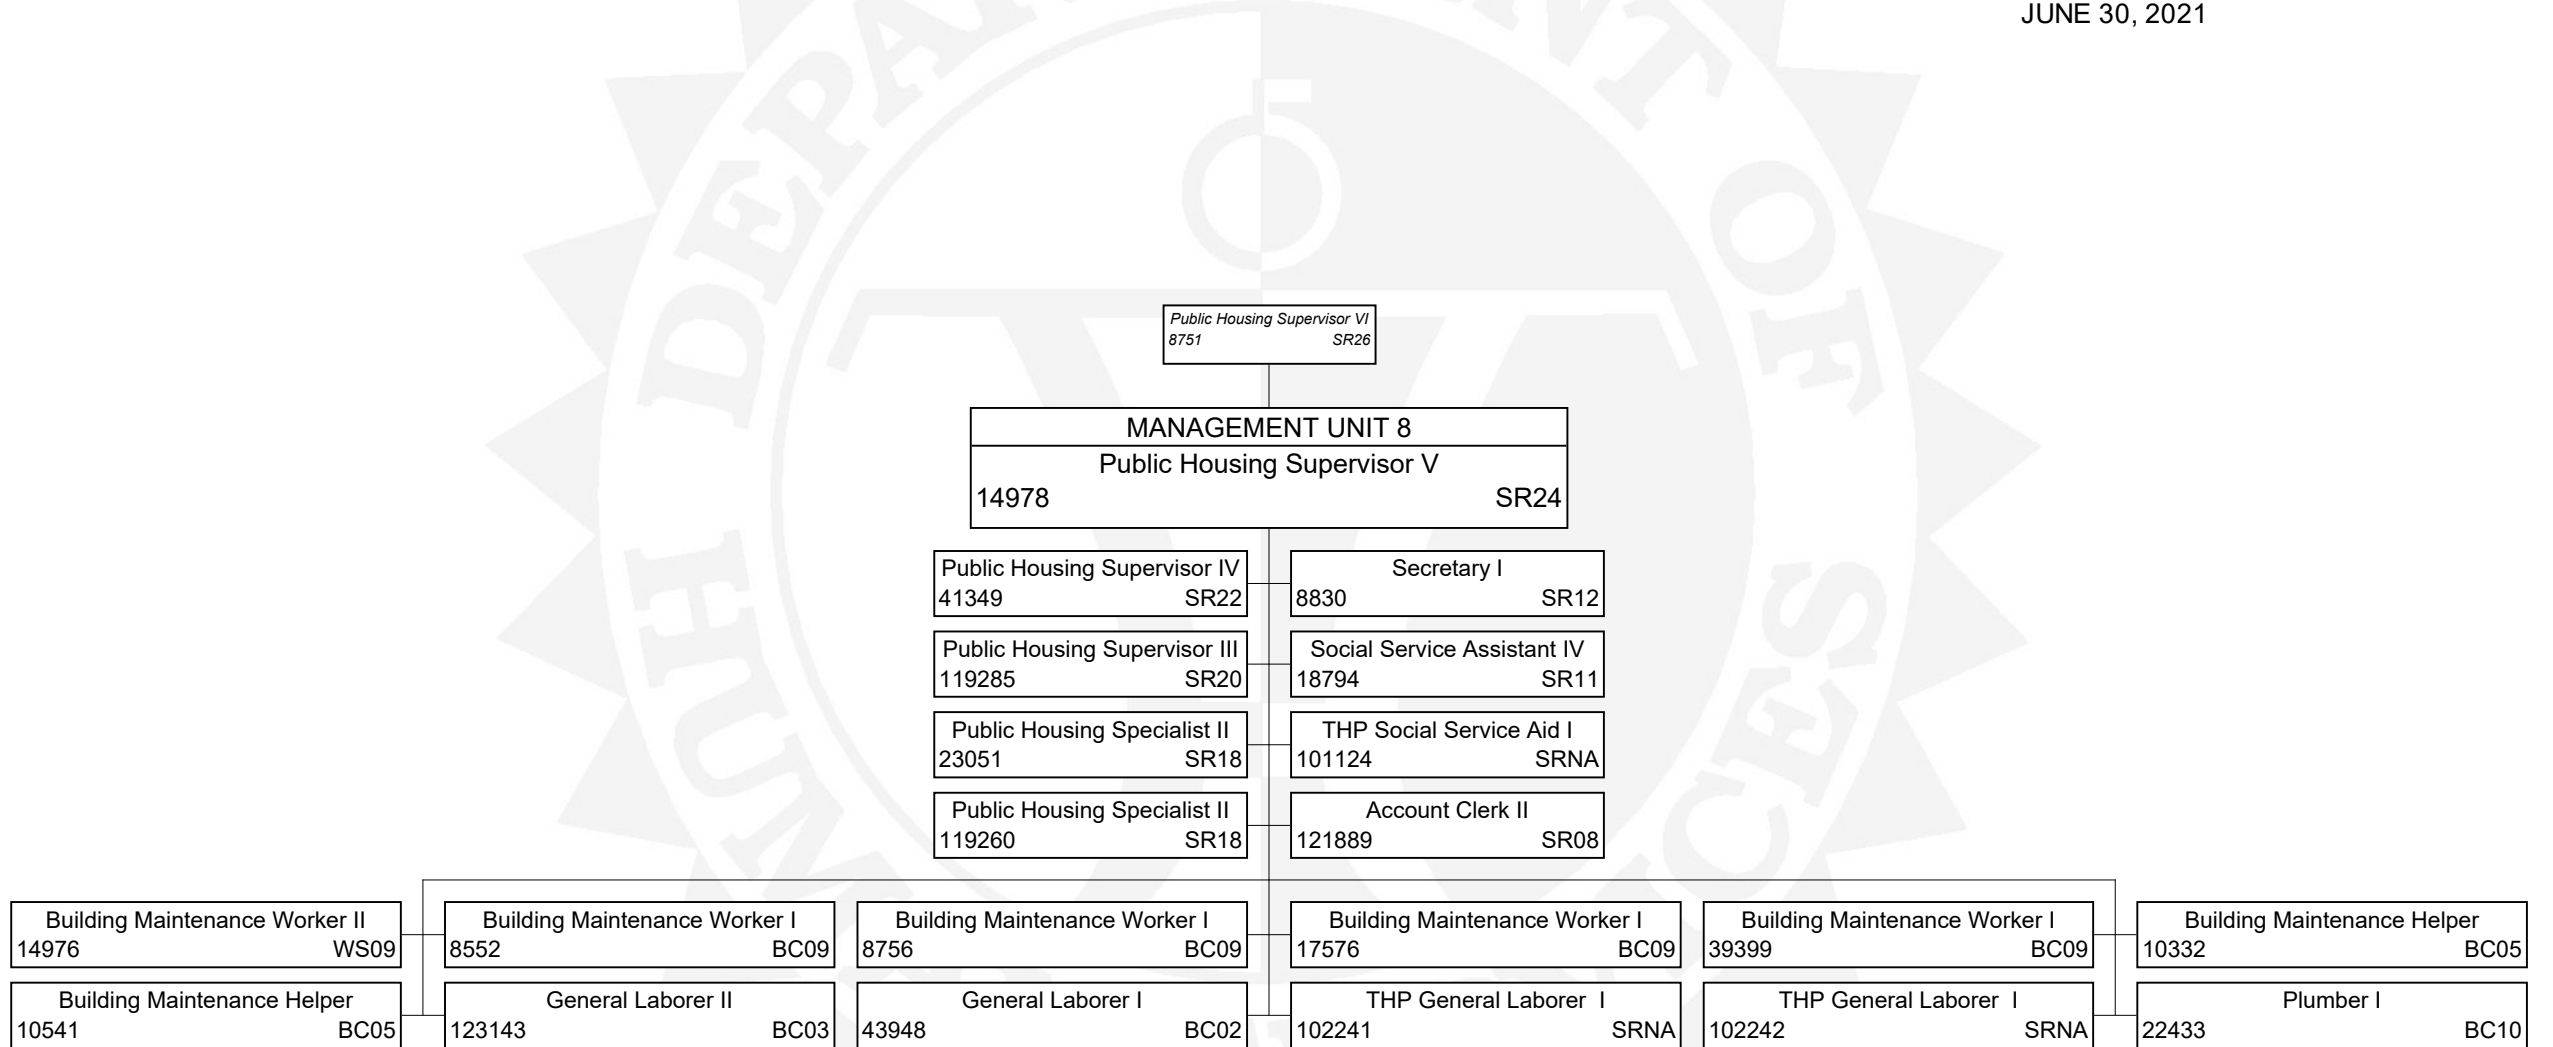 JUNE 30, 2021
DEPARTMENT OF
HUM
CES
Public Housing Supervisor VI
8751 SR26
MANAGEMENT UNIT 8
Public Housing Supervisor V
14978 SR24
Public Housing Supervisor IV
41349 SR22
Secretary I
8830 SR12
Public Housing Supervisor III
119285 SR20
Social Service Assistant IV
18794 SR11
Public Housing Specialist II
23051 SR18
THP Social Service Aid I
101124 SRNA
Public Housing Specialist II
119260 SR18
Account Clerk II
121889 SR08
Building Maintenance Worker II
14976 WS09
Building Maintenance Worker I
8552 BC09
Building Maintenance Worker I
8756 BC09
Building Maintenance Worker I
17576 BC09
Building Maintenance Worker I
39399 BC09
Building Maintenance Helper
10332 BC05
Building Maintenance Helper
10541 BC05
General Laborer II
123143 BC03
General Laborer I
43948 BC02
THP General Laborer I
102241 SRNA
THP General Laborer I
102242 SRNA
Plumber I
22433 BC10